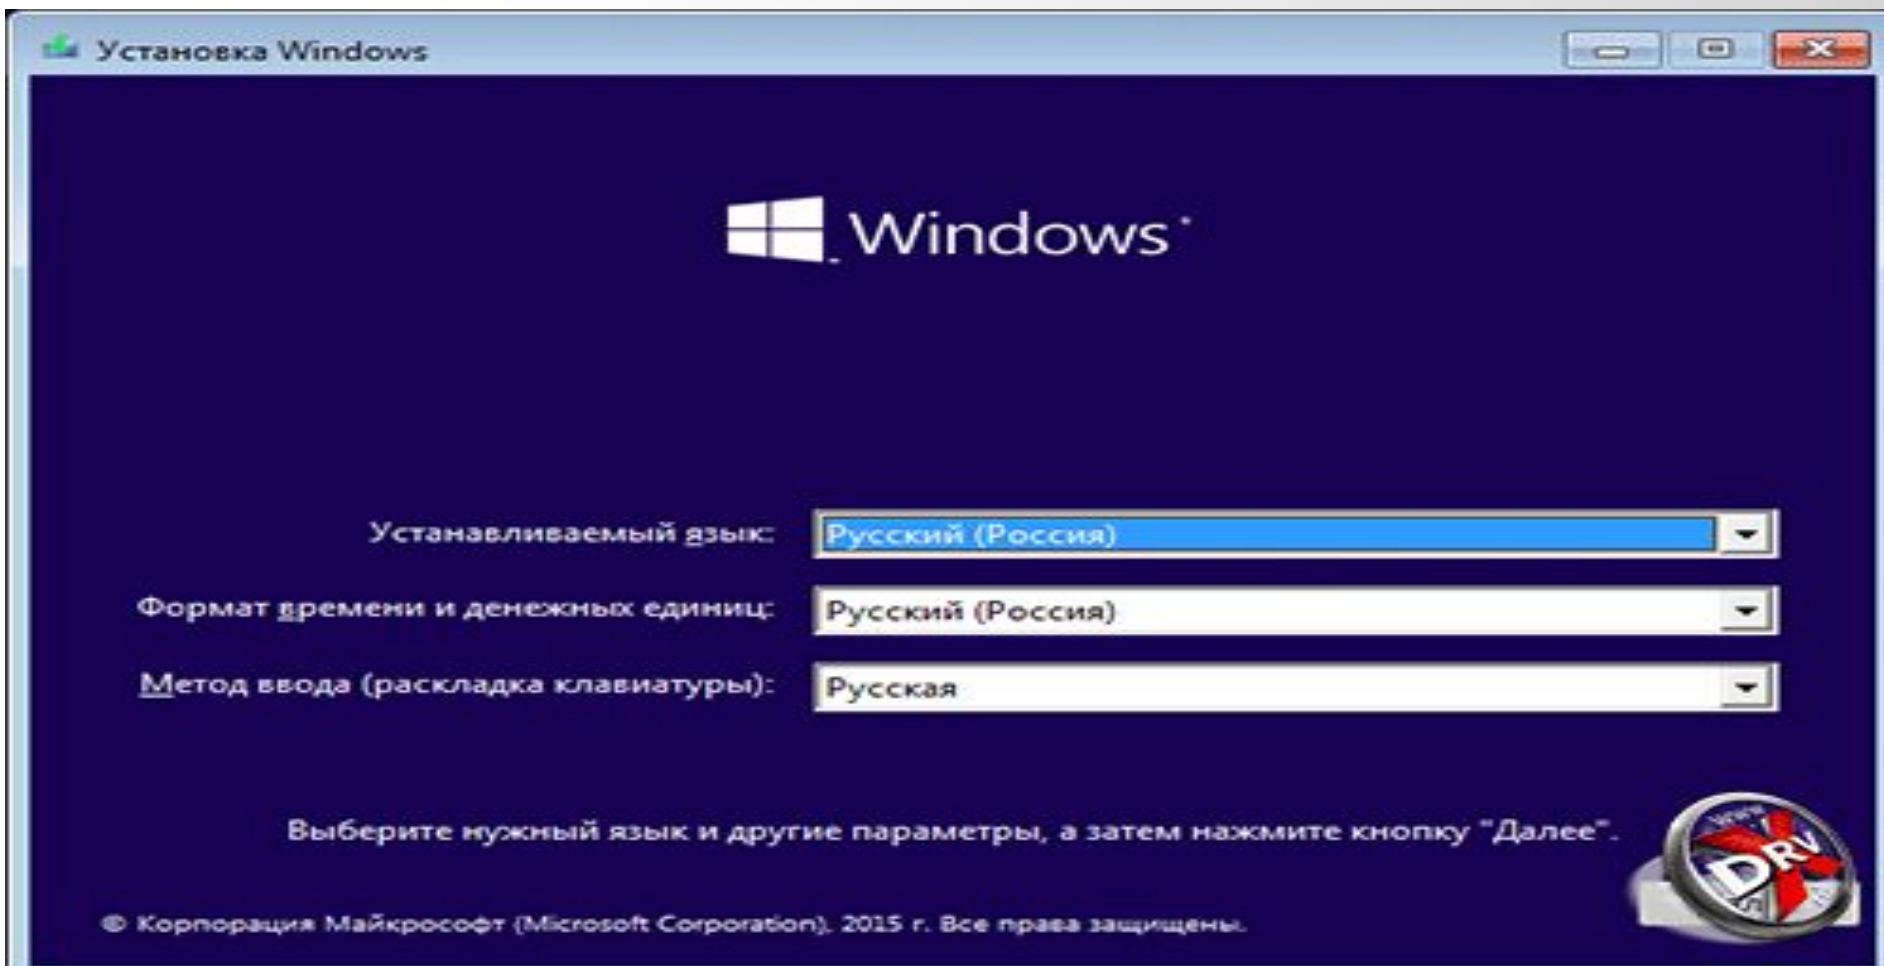 Установка Windows
Windows
Устанавливаемый язык: Русский (Россия)
Формат времени и денежных единиц: Русский (Россия)
Метод ввода (раскладка клавиатуры): Русская
Выберите нужный язык и другие параметры, а затем нажмите кнопку "Далее".
DRV
© Корпорация Майкрософт (Microsoft Corporation), 2015 г. Все права защищены.